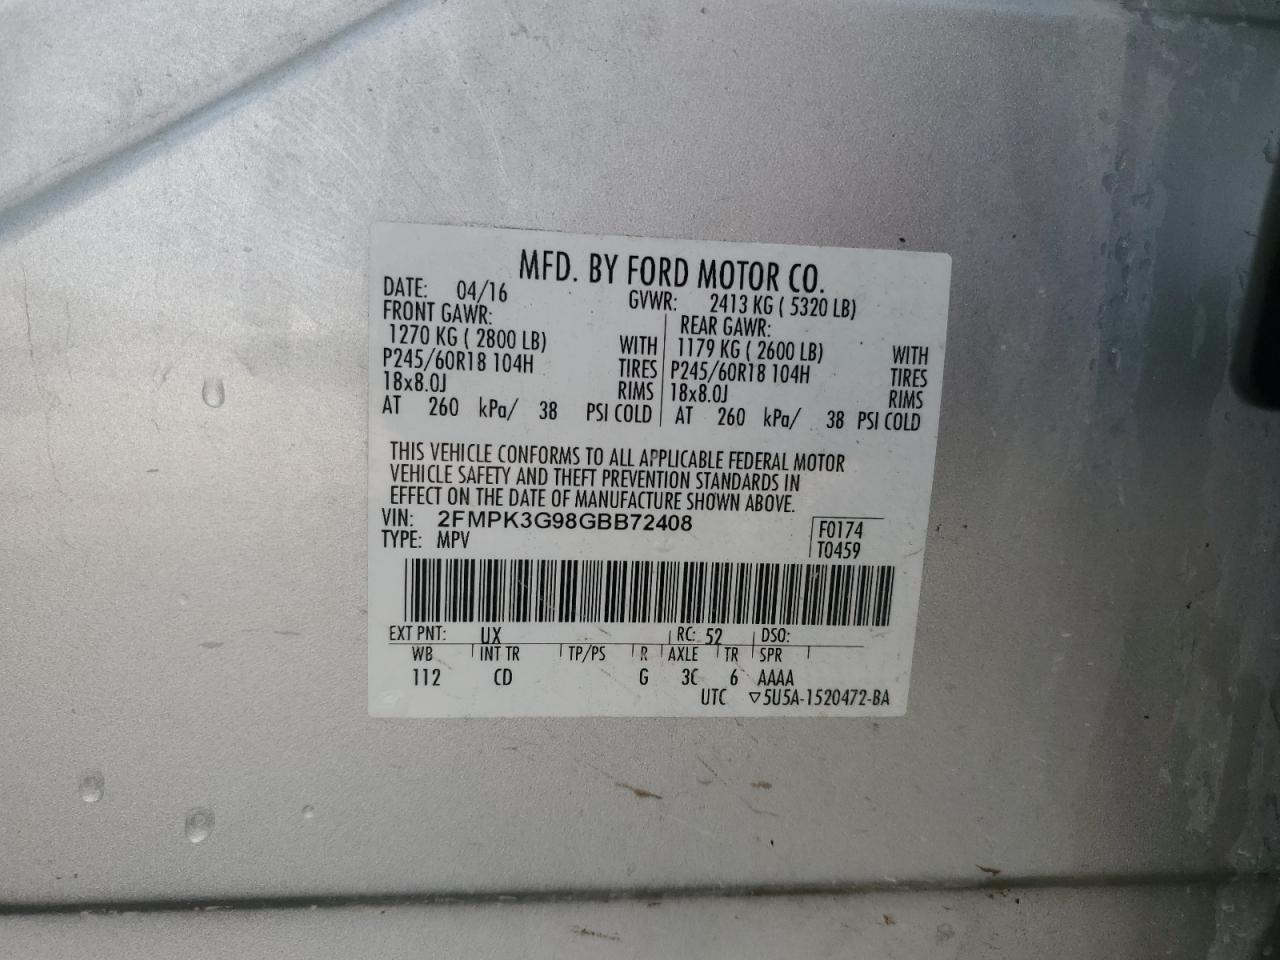 MFD. BY FORD MOTOR CO.
DATE: 04/16 GVWR: 2413 KG ( 5320 LB)
FRONT GAWR: REAR GAWR:
1270 KG ( 2800 LB) WITH 1179 KG ( 2600 LB) WITH
P245/60R18 104H TIRES P245/60R18 104H TIRES
18x8.0J RIMS 18x8.0J RIMS
AT 260 kPa/ 38 PSI COLD AT 260 kPa/ 38 PSI COLD
THIS VEHICLE CONFORMS TO ALL APPLICABLE FEDERAL MOTOR
VEHICLE SAFETY AND THEFT PREVENTION STANDARDS IN
EFFECT ON THE DATE OF MANUFACTURE SHOWN ABOVE.
VIN: 2FMPK3G98GBB72408 F0174
TYPE: MPV T0459
EXT PNT: UX RC: 52 DSO:
WB INT TR TP/PS R AXLE TR SPR
112 CD G 3C 6 AAAA
UTC ▽5U5A-1520472-BA